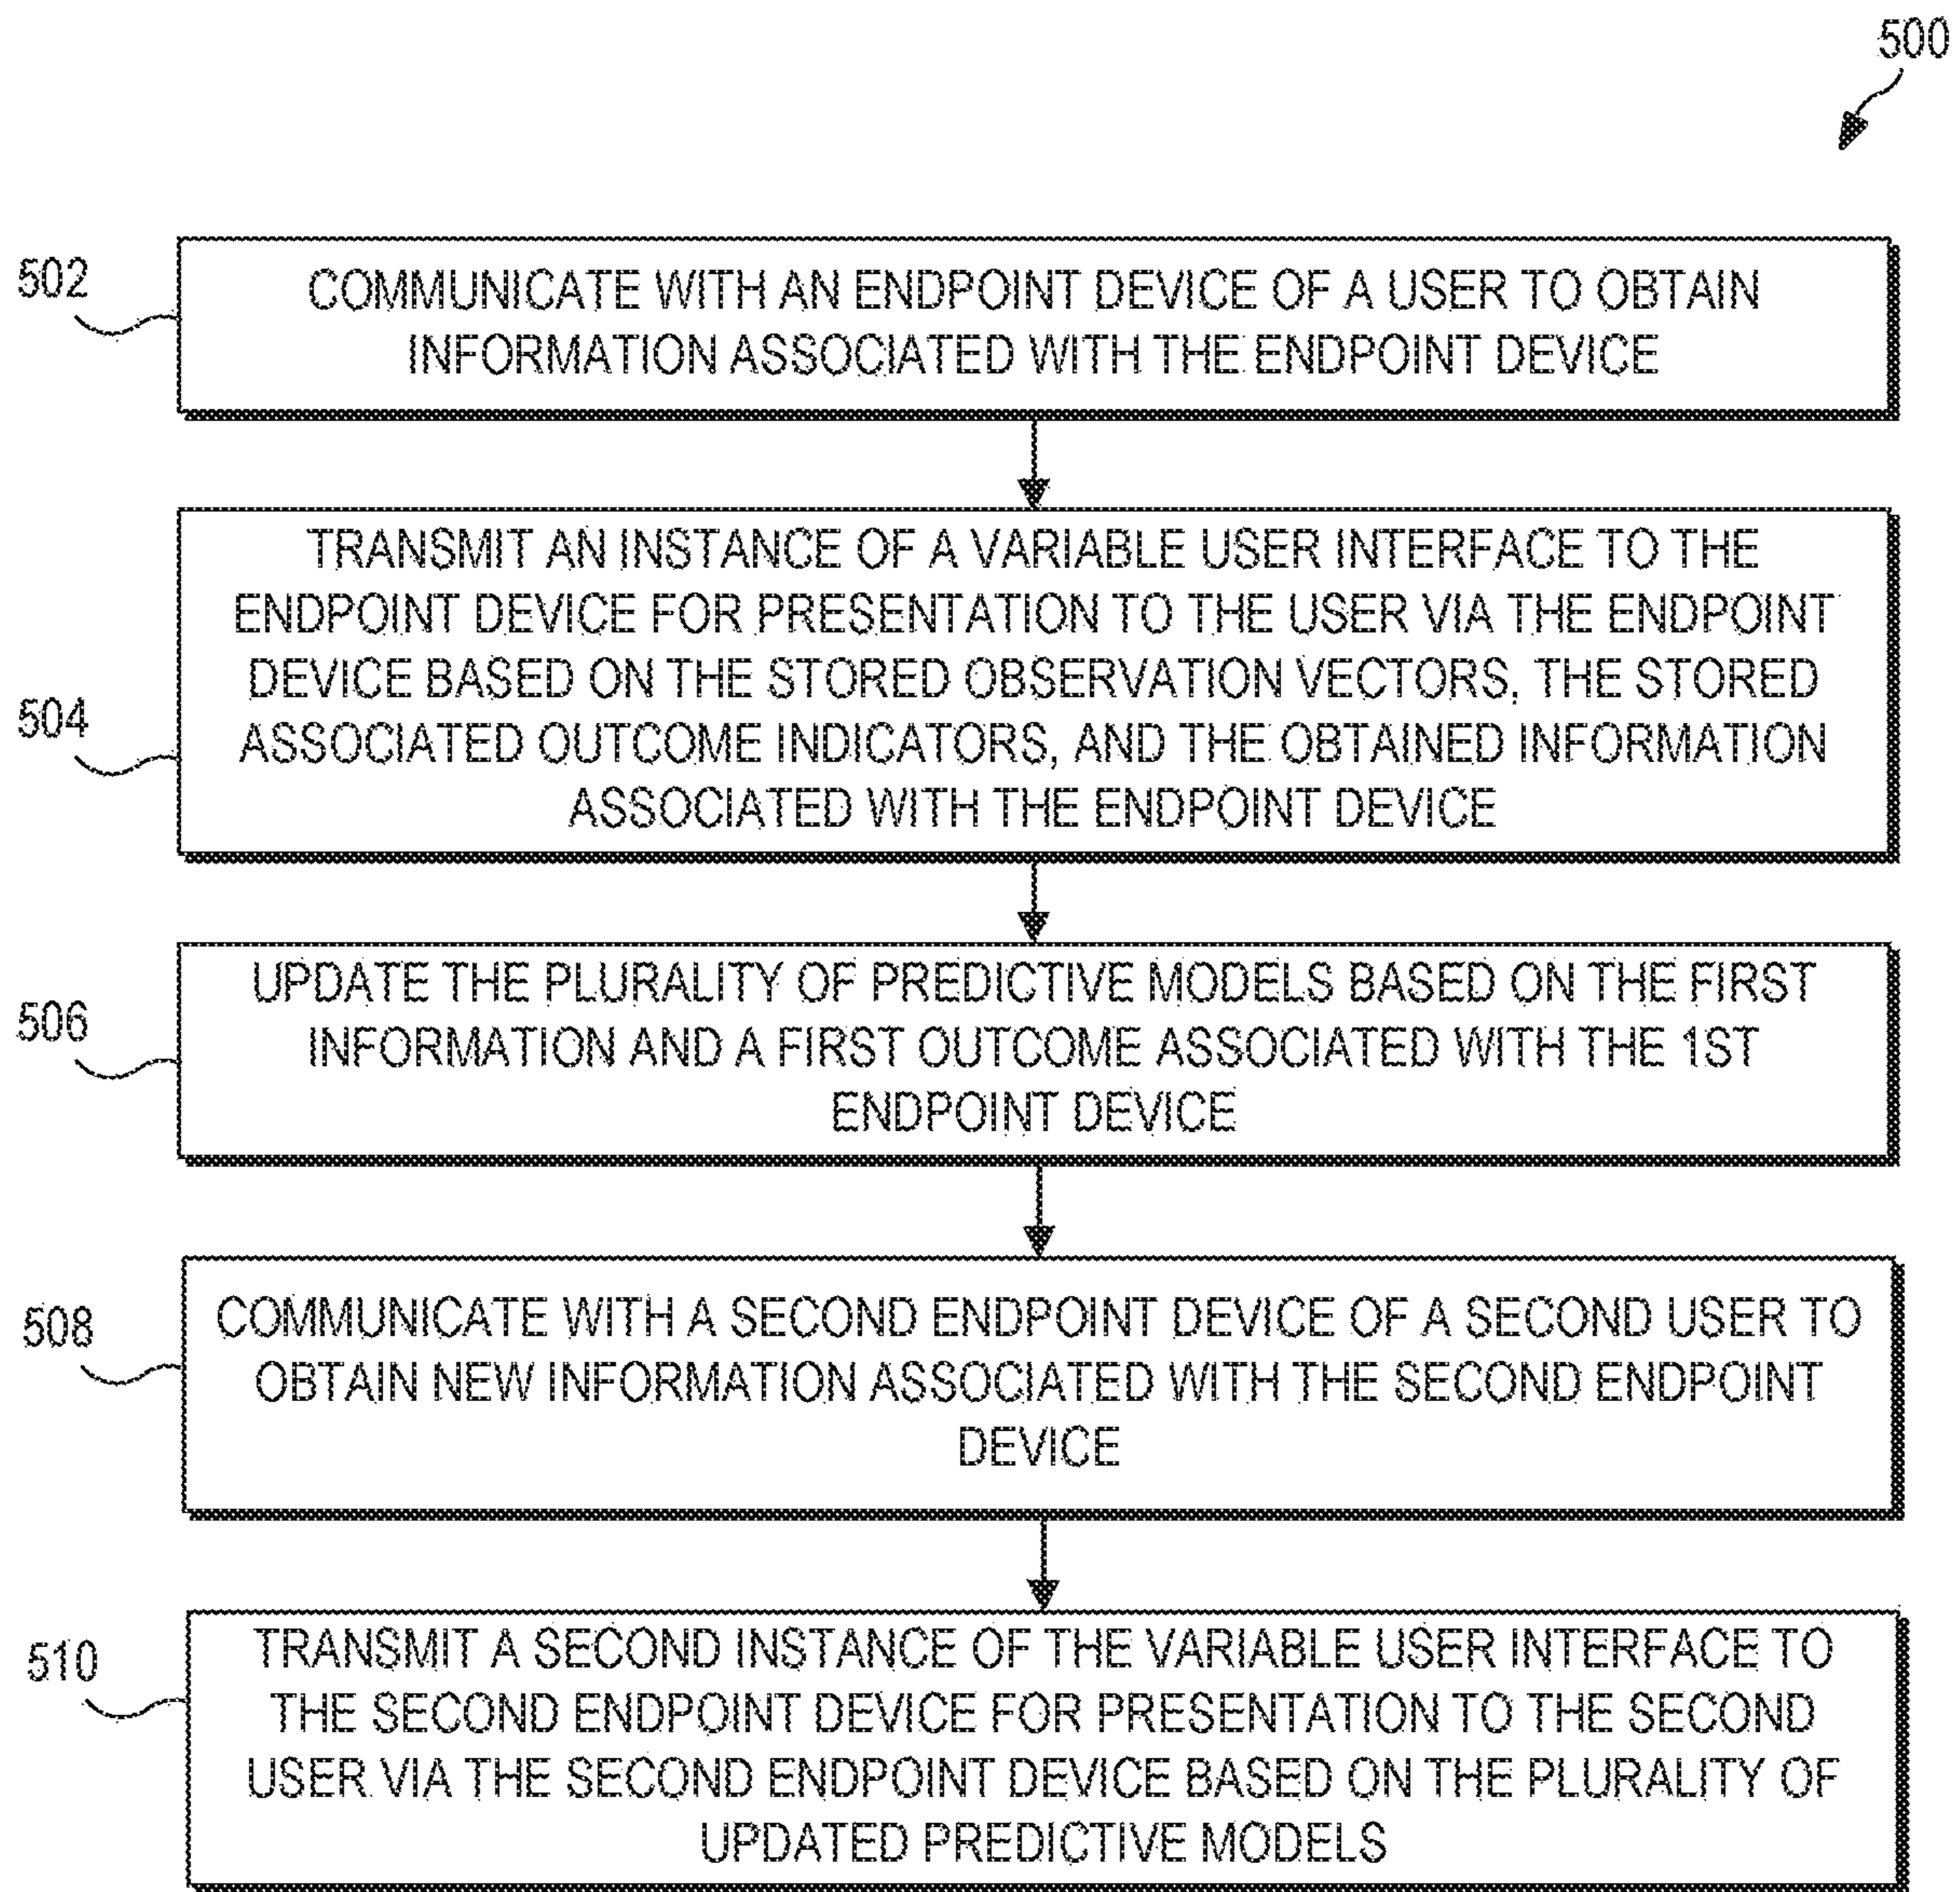 500
502
COMMUNICATE WITH AN ENDPOINT DEVICE OF A USER TO OBTAIN
INFORMATION ASSOCIATED WITH THE ENDPOINT DEVICE
504
TRANSMIT AN INSTANCE OF A VARIABLE USER INTERFACE TO THE
ENDPOINT DEVICE FOR PRESENTATION TO THE USER VIA THE ENDPOINT
DEVICE BASED ON THE STORED OBSERVATION VECTORS, THE STORED
ASSOCIATED OUTCOME INDICATORS, AND THE OBTAINED INFORMATION
ASSOCIATED WITH THE ENDPOINT DEVICE
506
UPDATE THE PLURALITY OF PREDICTIVE MODELS BASED ON THE FIRST
INFORMATION AND A FIRST OUTCOME ASSOCIATED WITH THE 1ST
ENDPOINT DEVICE
508
COMMUNICATE WITH A SECOND ENDPOINT DEVICE OF A SECOND USER TO
OBTAIN NEW INFORMATION ASSOCIATED WITH THE SECOND ENDPOINT
DEVICE
510
TRANSMIT A SECOND INSTANCE OF THE VARIABLE USER INTERFACE TO
THE SECOND ENDPOINT DEVICE FOR PRESENTATION TO THE SECOND
USER VIA THE SECOND ENDPOINT DEVICE BASED ON THE PLURALITY OF
UPDATED PREDICTIVE MODELS